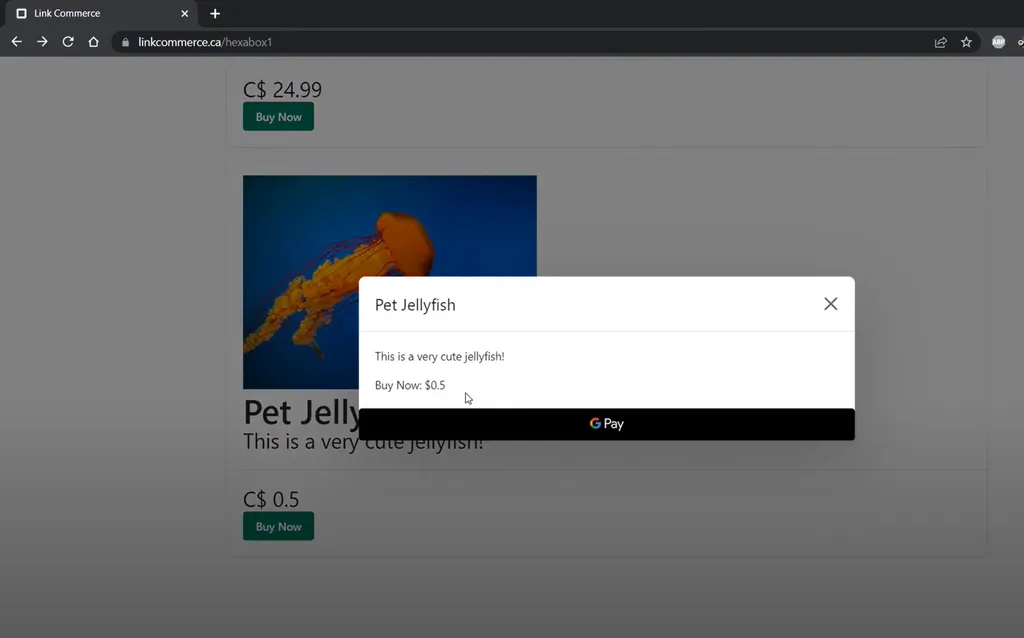 Link Commerce
linkcommerce.ca/hexabox1
ABP
C$ 24.99
Buy Now
Pet Jellyfish
This is a very cute jellyfish!
Buy Now: $0.5
G Pay
Pet Jelly
This is a very cute jellyfish!
C$ 0.5
Buy Now